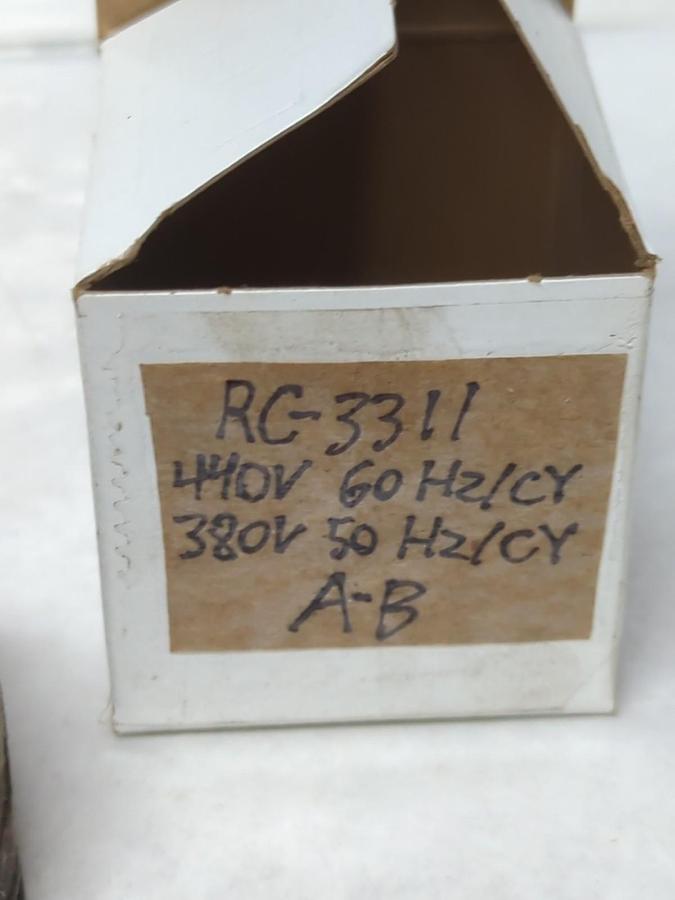 RC-3311
440V 60 Hz/CY
380V 50 Hz/CY
A-B